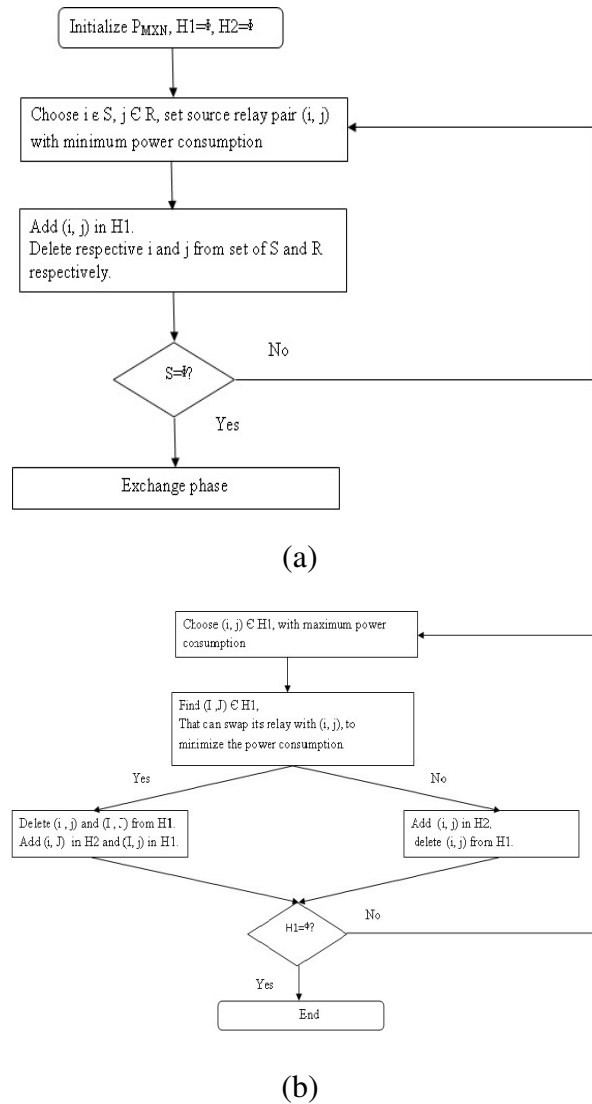 Initialize PMXN, H1=Φ, H2=Φ
Choose i ε S, j Є R, set source relay pair (i, j)
with minimum power consumption
Add (i, j) in H1.
Delete respective i and j from set of S and R
respectively.
No
S=Φ?
Yes
Exchange phase
(a)
Choose (i, j) Є H1, with maximum power
consumption
Find (I ,J) Є H1,
That can swap its relay with (i, j), to
minimize the power consumption.
Yes
No
Delete (i , j) and (I , .) from H1.
Add (i, J) in H2 and (I, j) in H1.
Add (i, j) in H2,
delete (i, j) from H1.
No
H1=Φ?
Yes
End
(b)